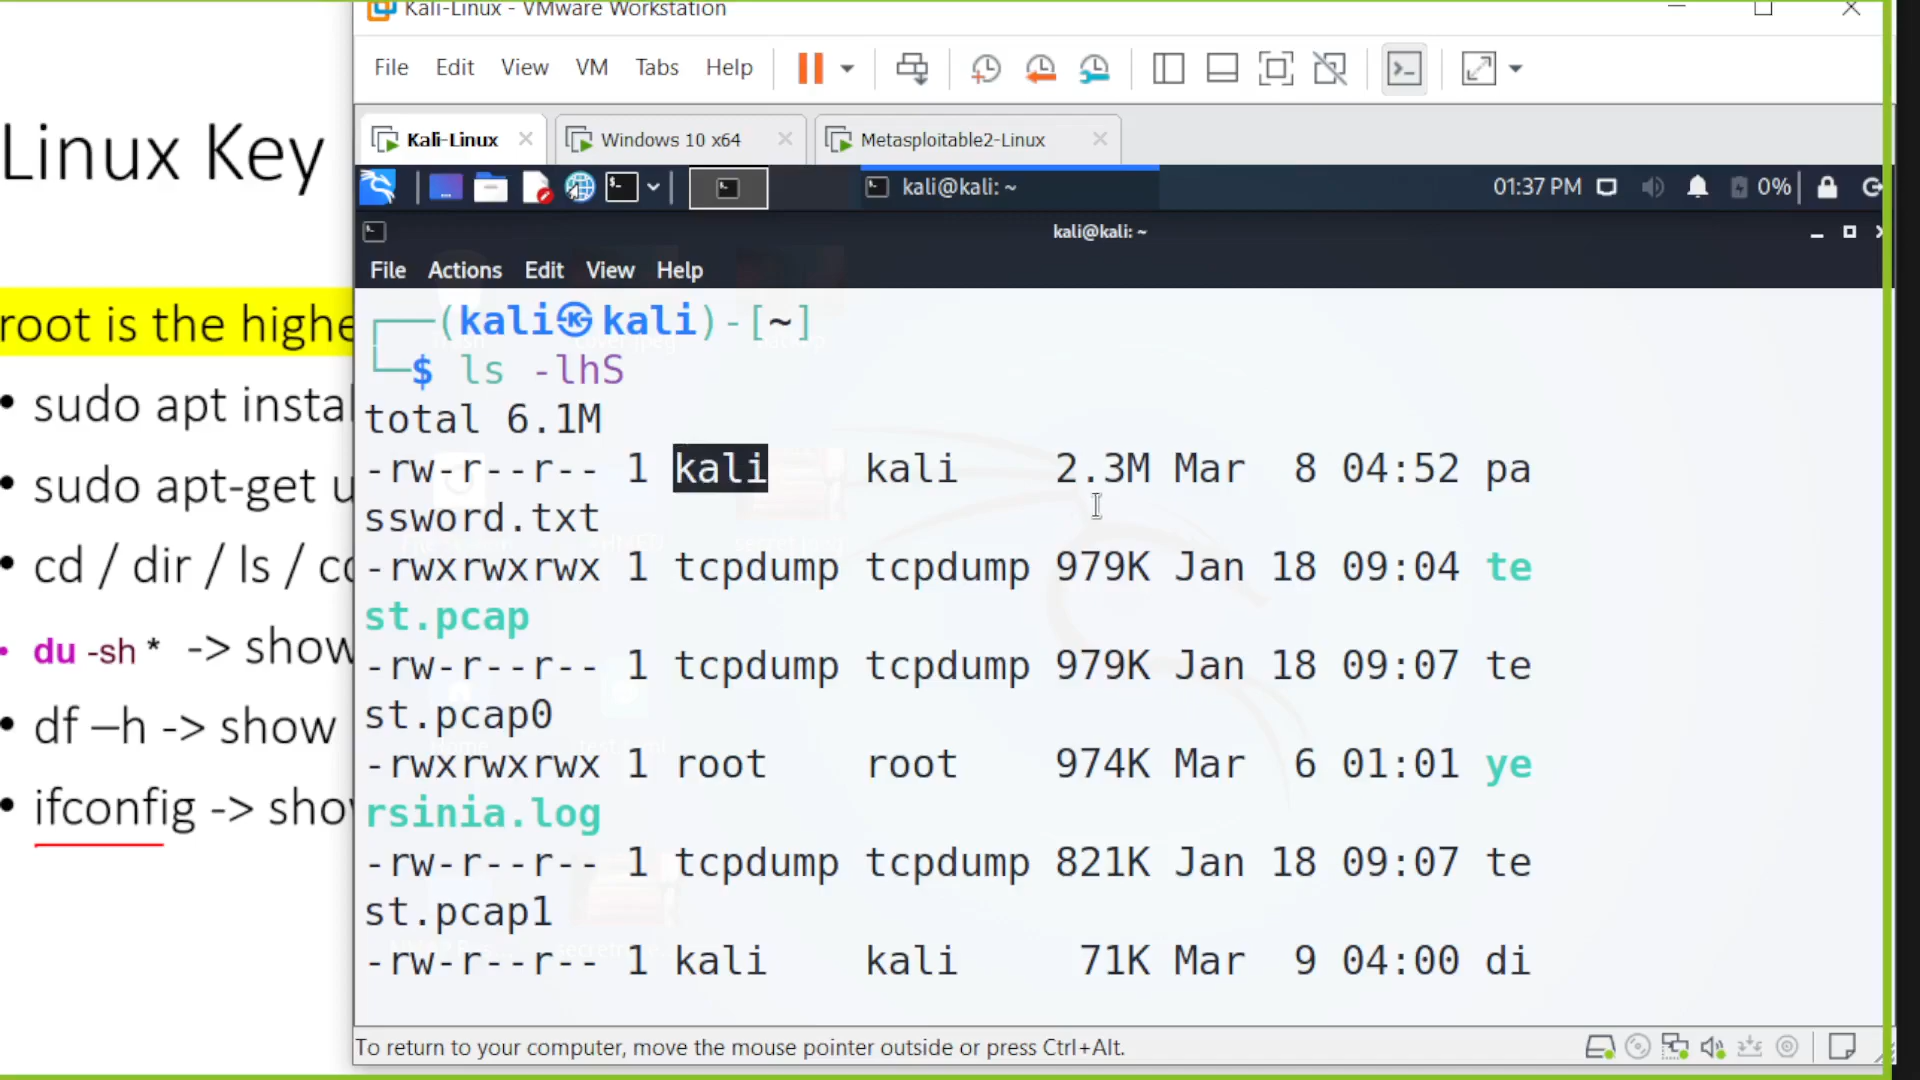 Kali-Linux - VMware Workstation
File Edit View VM Tabs Help
Kali-Linux Windows 10 x64 Metasploitable2-Linux
kali@kali: ~ 01:37 PM 0%
kali@kali: ~
File Actions Edit View Help
Linux Key
root is the highe
• sudo apt instal
• sudo apt-get u
• cd / dir / ls / cc
• du -sh * -> show
• df –h -> show
• ifconfig -> show
┌──(kali㉿kali)-[~]
└─$ ls -lhS
total 6.1M
-rw-r--r-- 1 kali kali 2.3M Mar 8 04:52 pa
ssword.txt
-rwxrwxrwx 1 tcpdump tcpdump 979K Jan 18 09:04 te
st.pcap
-rw-r--r-- 1 tcpdump tcpdump 979K Jan 18 09:07 te
st.pcap0
-rwxrwxrwx 1 root root 974K Mar 6 01:01 ye
rsinia.log
-rw-r--r-- 1 tcpdump tcpdump 821K Jan 18 09:07 te
st.pcap1
-rw-r--r-- 1 kali kali 71K Mar 9 04:00 di
To return to your computer, move the mouse pointer outside or press Ctrl+Alt.